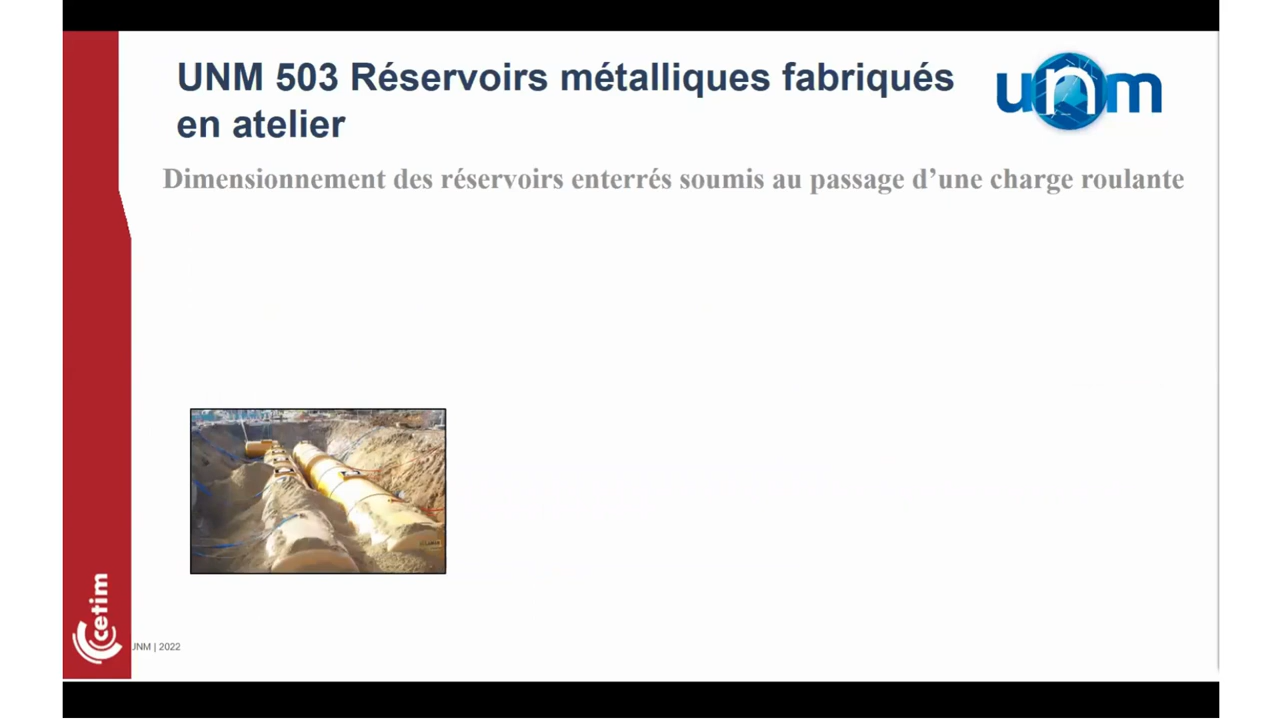 UNM 503 Réservoirs métalliques fabriqués
en atelier
unm
Dimensionnement des réservoirs enterrés soumis au passage d’une charge roulante
cetim
UNM | 2022